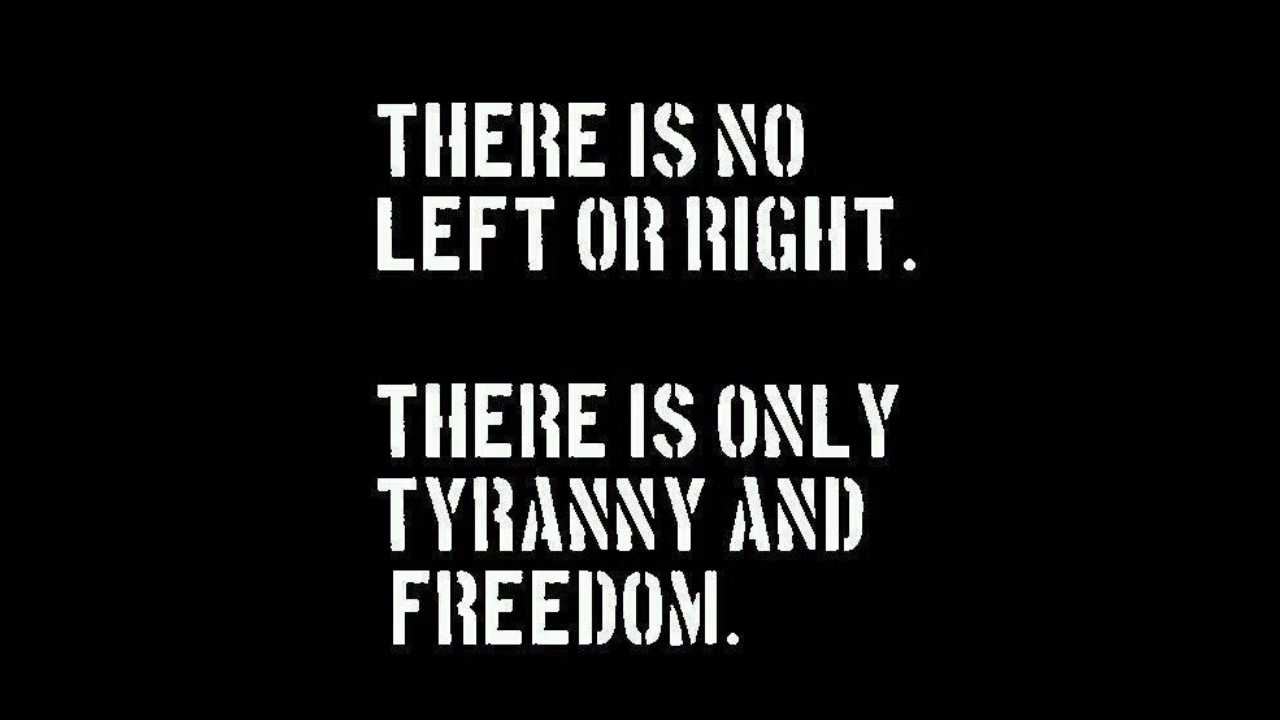 THERE IS NO
LEFT OR RIGHT.
THERE IS ONLY
TYRANNY AND
FREEDOM.